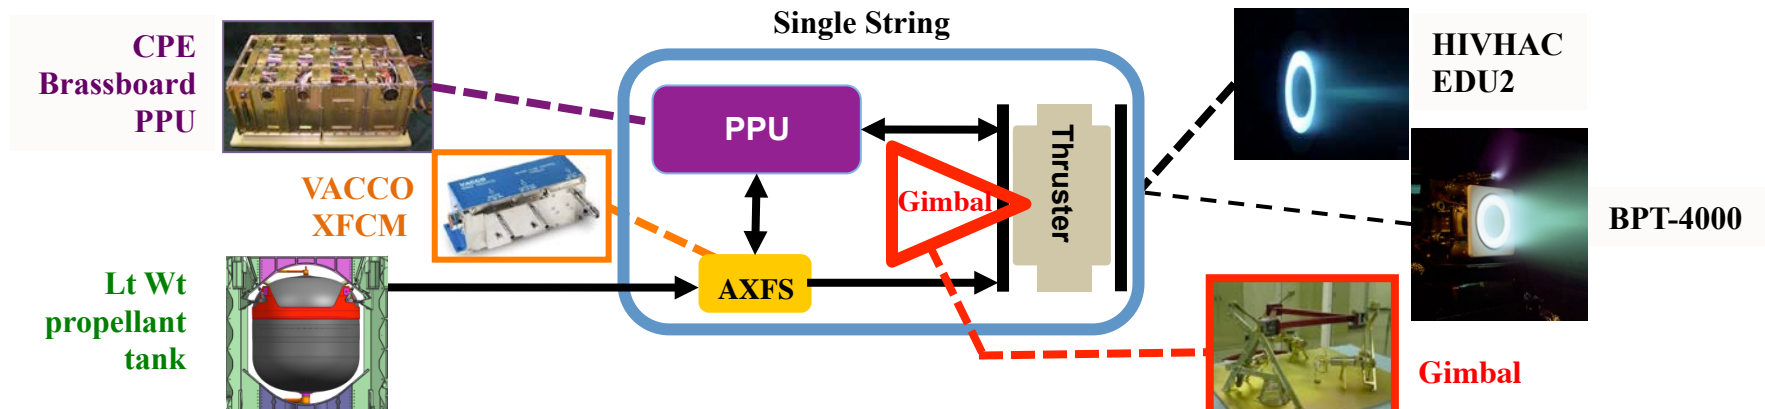 Single String
CPE
Brassboard
PPU
PPU
HIVHAC
EDU2
VACCO
XFCM
VACCO
Gimbal
Thruster
BPT-4000
Lt Wt
propellant
tank
AXFS
Gimbal